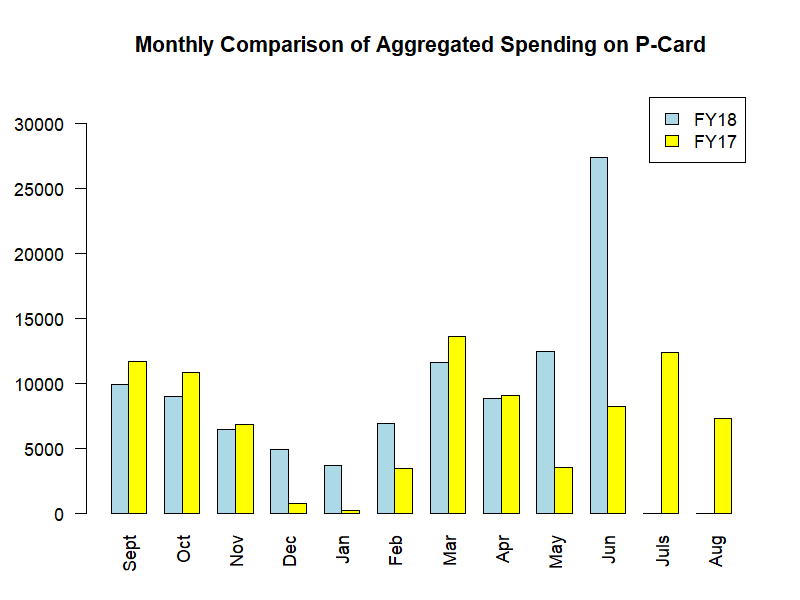 Monthly Comparison of Aggregated Spending on P-Card
FY18
FY17
30000
25000
20000
15000
10000
5000
0
Sept Oct Nov Dec Jan Feb Mar Apr May Jun Juls Aug